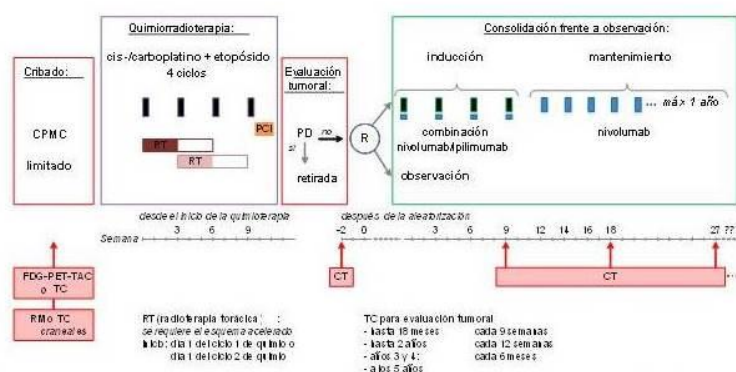 Quimiorradioterapia:
Consolidación frente a observación:
cis-/carboplatino + etopósido
4 ciclos
inducción
mantenimiento
Cribado:
Evaluación
tumoral:
... máx 1 año
PCI
CPMC
limitado
RT
RT
PD
no
sí
R
combinación
nivolumab/pilimumab
nivolumab
retirada
observación
desde el inicio de la quimioterapia
después de la aleatorización
Semana
3 6 9
-2 0 3 6 9 12 14 16 18 27 ??
FDG-PET-TAC
o TC
CT
CT
RMo TC
craneales
RT (radioterapia torácica) :
se requiere el esquema acelerado
Inicio: día 1 del ciclo 1 de quimio o
día 1 del ciclo 2 de quimio
TC para evaluación tumoral
- hasta 18 meses cada 9 semanas
- hasta 2 años cada 12 semanas
- años 3 y 4: cada 6 meses
- a los 5 años